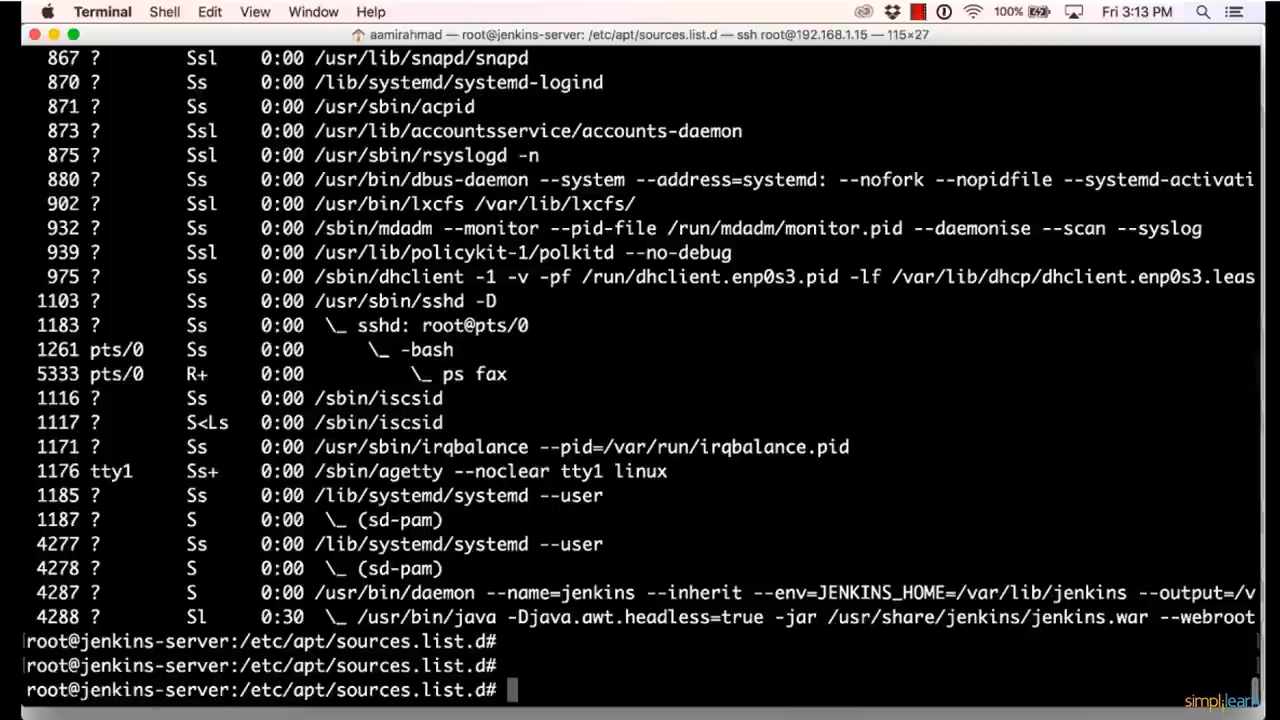 Terminal Shell Edit View Window Help 100% Fri 3:13 PM
aamirahmad — root@jenkins-server: /etc/apt/sources.list.d — ssh root@192.168.1.15 — 115×27
867 ? Ssl 0:00 /usr/lib/snapd/snapd
870 ? Ss 0:00 /lib/systemd/systemd-logind
871 ? Ss 0:00 /usr/sbin/acpid
873 ? Ssl 0:00 /usr/lib/accountsservice/accounts-daemon
875 ? Ssl 0:00 /usr/sbin/rsyslogd -n
880 ? Ss 0:00 /usr/bin/dbus-daemon --system --address=systemd: --nofork --nopidfile --systemd-activati
902 ? Ssl 0:00 /usr/bin/lxcfs /var/lib/lxcfs/
932 ? Ss 0:00 /sbin/mdadm --monitor --pid-file /run/mdadm/monitor.pid --daemonise --scan --syslog
939 ? Ssl 0:00 /usr/lib/policykit-1/polkitd --no-debug
975 ? Ss 0:00 /sbin/dhclient -1 -v -pf /run/dhclient.enp0s3.pid -lf /var/lib/dhcp/dhclient.enp0s3.leas
1103 ? Ss 0:00 /usr/sbin/sshd -D
1183 ? Ss 0:00 \_ sshd: root@pts/0
1261 pts/0 Ss 0:00 \_ -bash
5333 pts/0 R+ 0:00 \_ ps fax
1116 ? Ss 0:00 /sbin/iscsid
1117 ? S<Ls 0:00 /sbin/iscsid
1171 ? Ss 0:00 /usr/sbin/irqbalance --pid=/var/run/irqbalance.pid
1176 tty1 Ss+ 0:00 /sbin/agetty --noclear tty1 linux
1185 ? Ss 0:00 /lib/systemd/systemd --user
1187 ? S 0:00 \_ (sd-pam)
4277 ? Ss 0:00 /lib/systemd/systemd --user
4278 ? S 0:00 \_ (sd-pam)
4287 ? S 0:00 /usr/bin/daemon --name=jenkins --inherit --env=JENKINS_HOME=/var/lib/jenkins --output=/v
4288 ? Sl 0:30 \_ /usr/bin/java -Djava.awt.headless=true -jar /usr/share/jenkins/jenkins.war --webroot
root@jenkins-server:/etc/apt/sources.list.d#
root@jenkins-server:/etc/apt/sources.list.d#
root@jenkins-server:/etc/apt/sources.list.d#
simplilearn